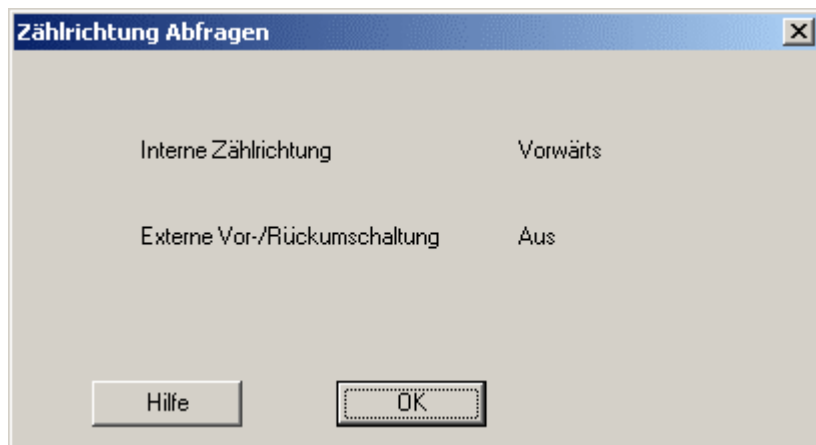 Zählrichtung Abfragen
Interne Zählrichtung Vorwärts
Externe Vor-/Rückumschaltung Aus
Hilfe OK